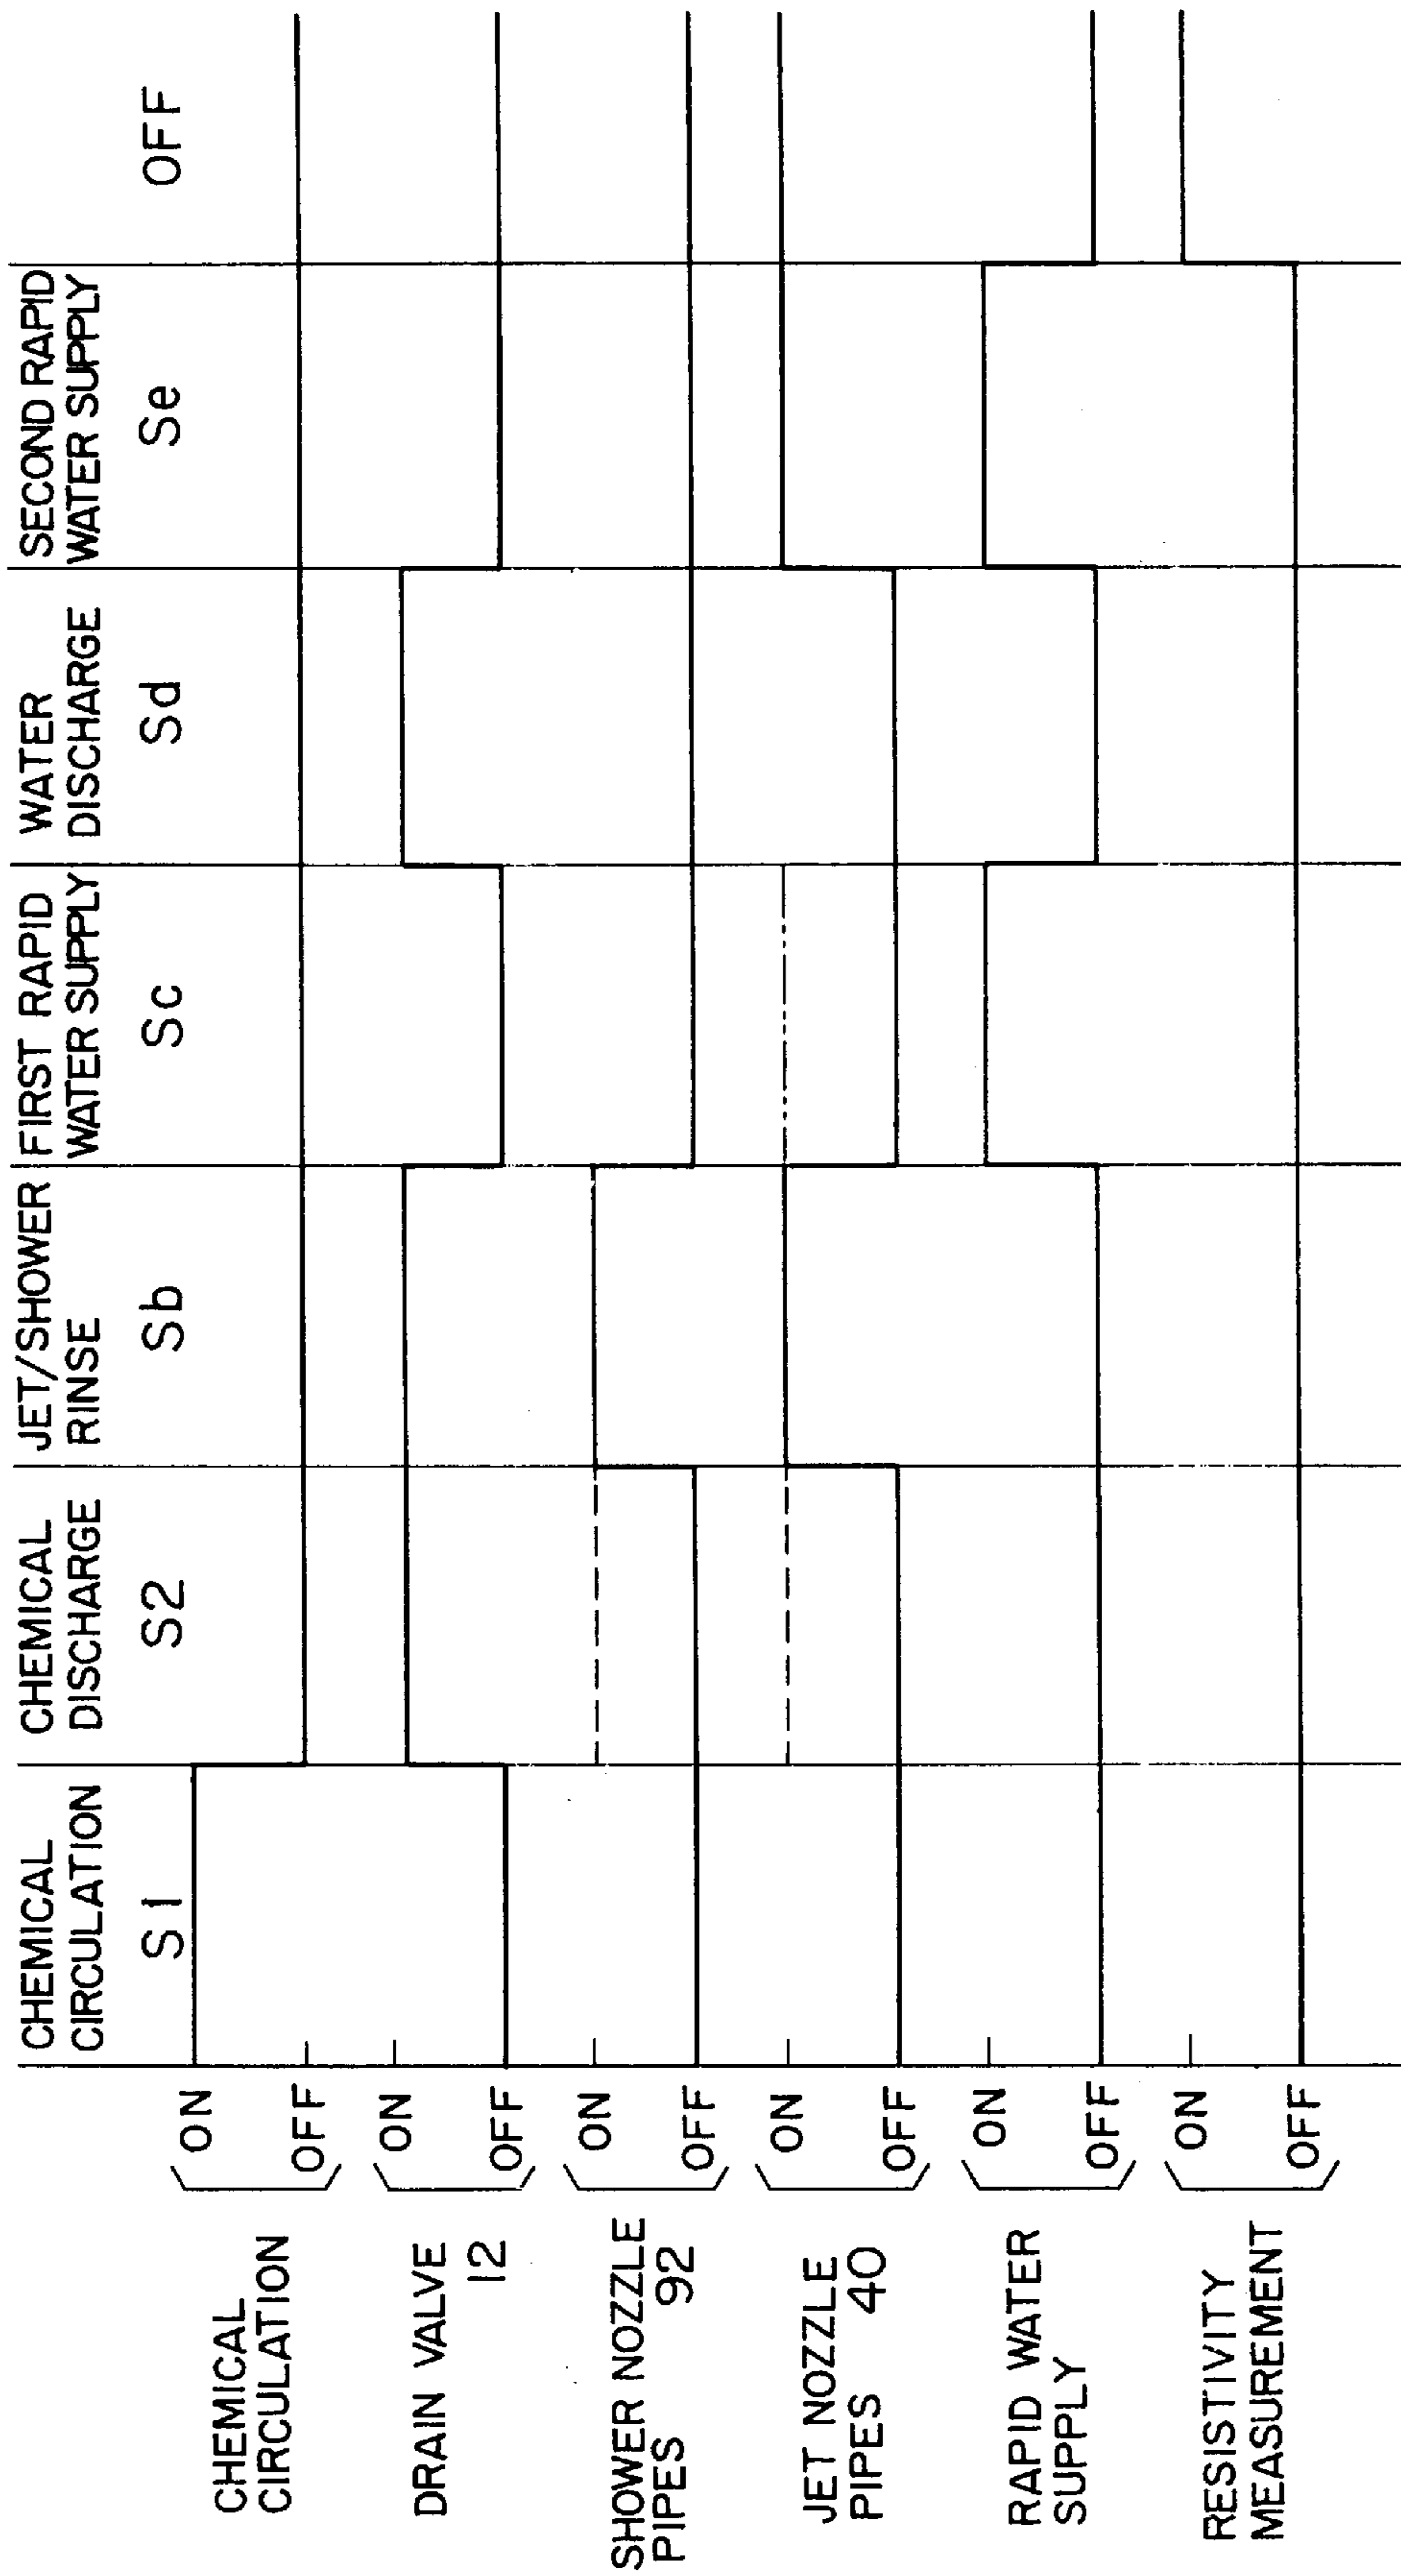 CHEMICAL
CIRCULATION
S1
CHEMICAL
DISCHARGE
S2
JET/SHOWER
RINSE
Sb
FIRST RAPID
WATER SUPPLY
Sc
WATER
DISCHARGE
Sd
SECOND RAPID
WATER SUPPLY
Se
OFF
CHEMICAL
CIRCULATION
ON
OFF
DRAIN VALVE
12
ON
OFF
SHOWER NOZZLE
PIPES 92
ON
OFF
JET NOZZLE
PIPES 40
ON
OFF
RAPID WATER
SUPPLY
ON
OFF
RESISTIVITY
MEASUREMENT
ON
OFF